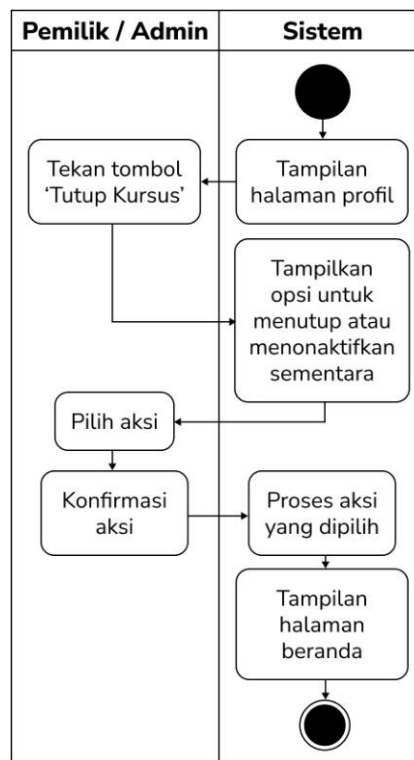 Pemilik / Admin
Sistem
Tampilan
halaman profil
Tekan tombol
‘Tutup Kursus’
Tampilkan
opsi untuk
menutup atau
menonaktifkan
sementara
Pilih aksi
Konfirmasi
aksi
Proses aksi
yang dipilih
Tampilan
halaman
beranda